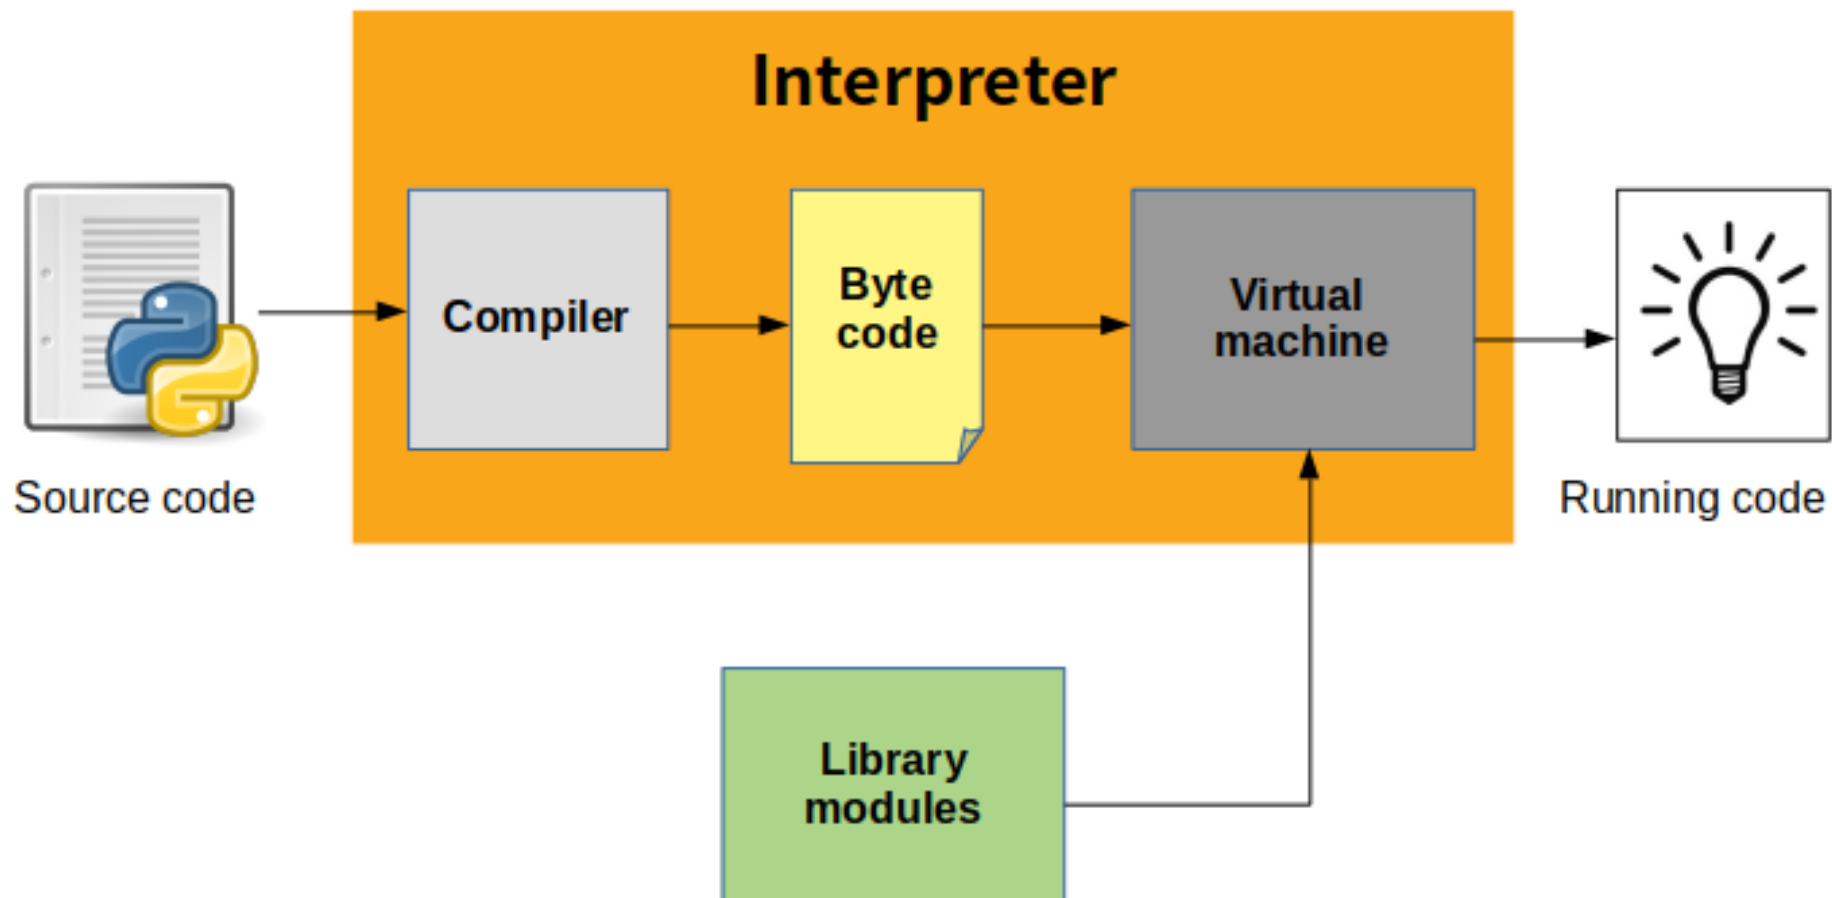 Interpreter
Compiler
Byte
code
Virtual
machine
Source code
Running code
Library
modules